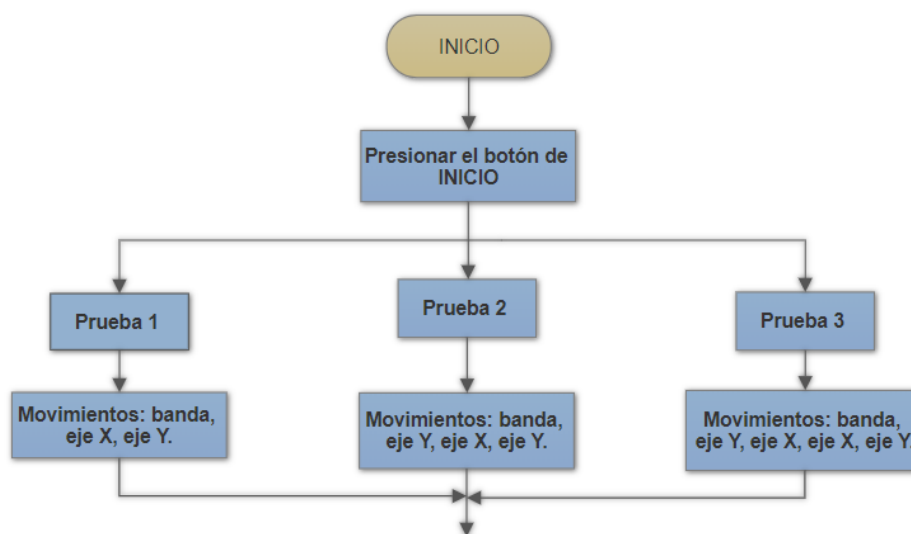 INICIO
Presionar el botón de
INICIO
Prueba 1
Prueba 2
Prueba 3
Movimientos: banda,
eje X, eje Y.
Movimientos: banda,
eje Y, eje X, eje Y.
Movimientos: banda,
eje Y, eje X, eje X, eje Y.